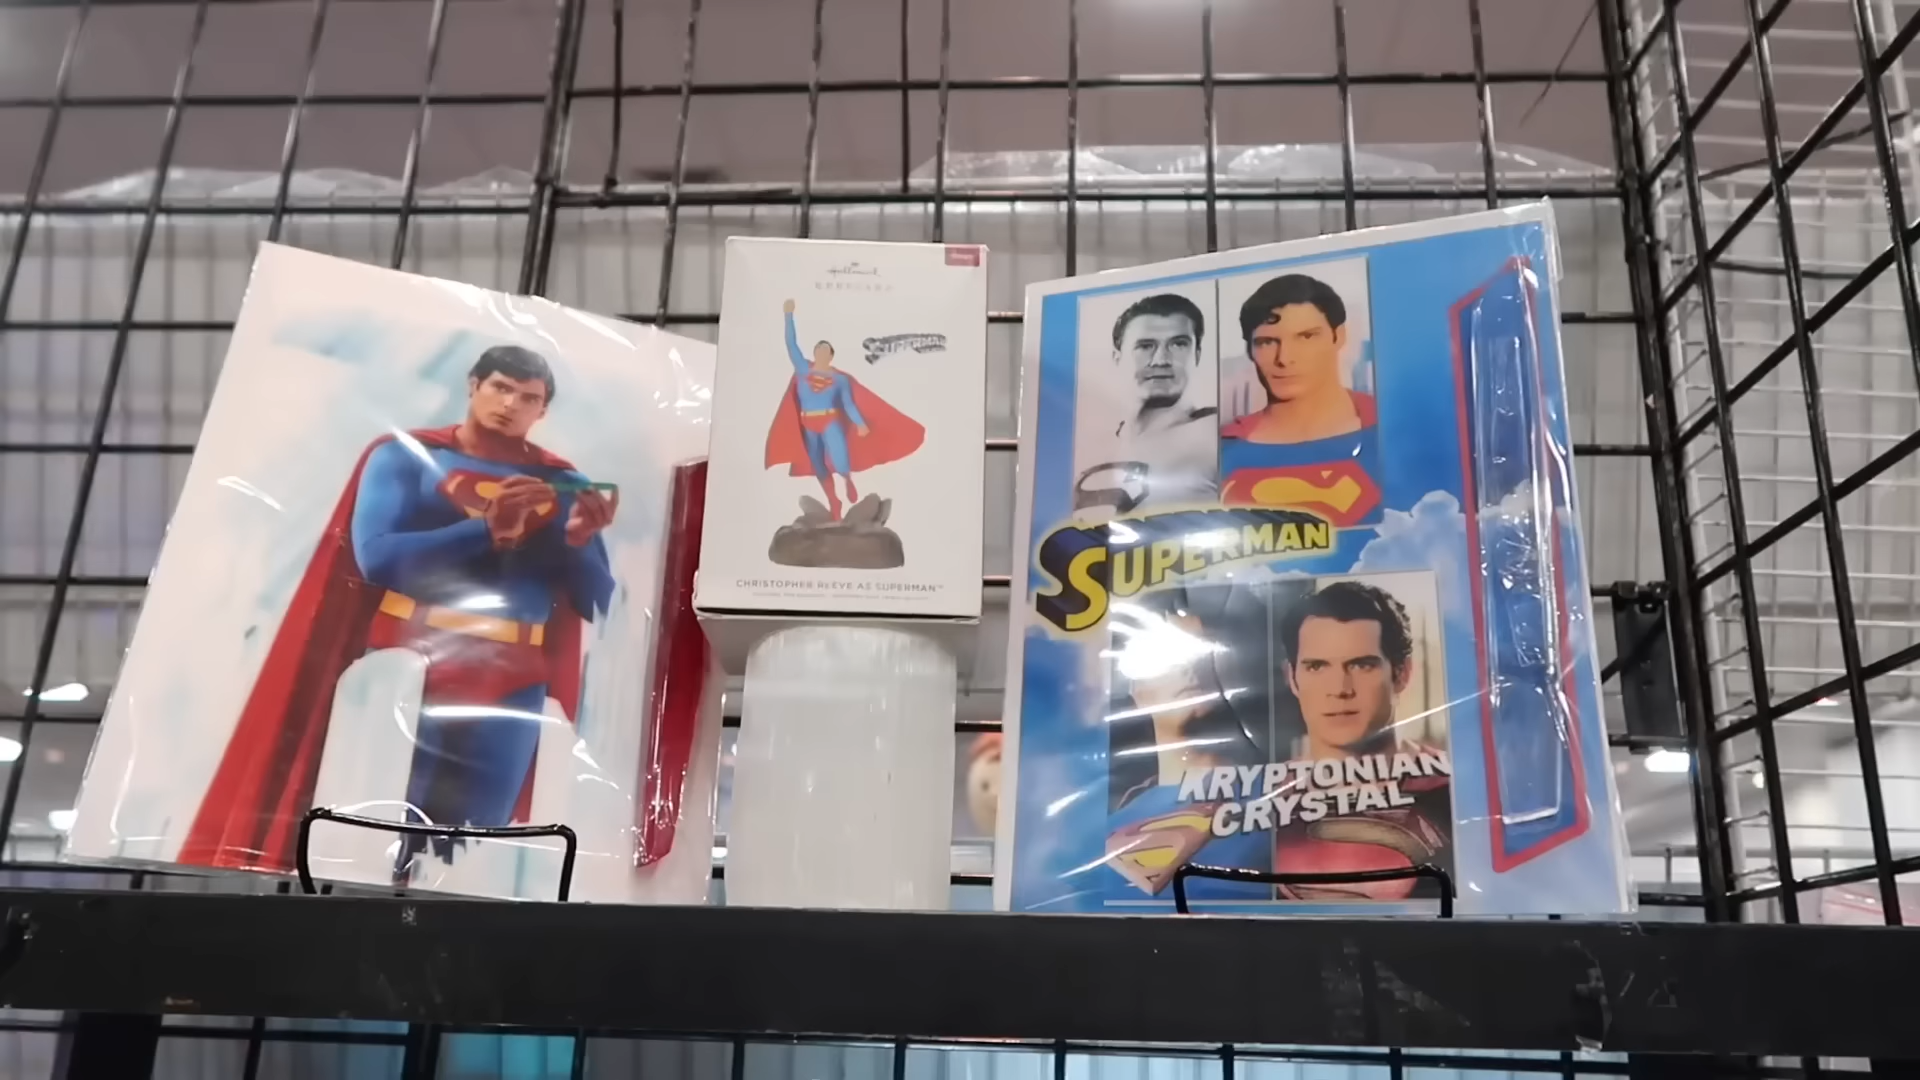 Hallmark
KEEPSAKE
SUPERMAN
CHRISTOPHER REEVE AS SUPERMAN™
SUPERMAN
KRYPTONIAN
CRYSTAL